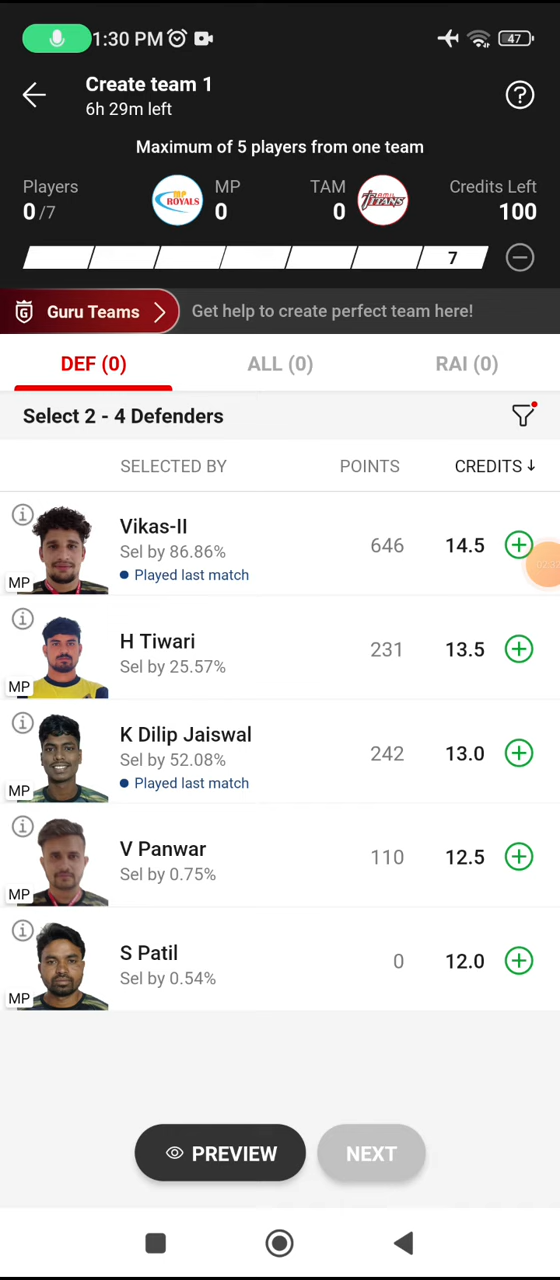 1:30 PM
47
Create team 1
6h 29m left
Maximum of 5 players from one team
Players MP TAM Credits Left
0/7 0 0 100
ROYALS
TITANS
7
Guru Teams Get help to create perfect team here!
DEF (0) ALL (0) RAI (0)
Select 2 - 4 Defenders
SELECTED BY POINTS CREDITS
Vikas-II
Sel by 86.86% 646 14.5
Played last match
MP
H Tiwari
Sel by 25.57% 231 13.5
MP
K Dilip Jaiswal
Sel by 52.08% 242 13.0
Played last match
MP
V Panwar
Sel by 0.75% 110 12.5
MP
S Patil
Sel by 0.54% 0 12.0
MP
PREVIEW NEXT